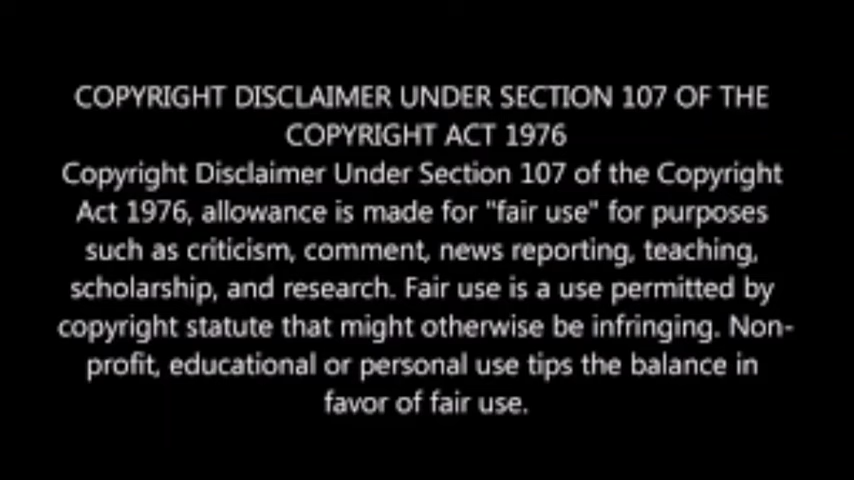 COPYRIGHT DISCLAIMER UNDER SECTION 107 OF THE
COPYRIGHT ACT 1976
Copyright Disclaimer Under Section 107 of the Copyright
Act 1976, allowance is made for "fair use" for purposes
such as criticism, comment, news reporting, teaching,
scholarship, and research. Fair use is a use permitted by
copyright statute that might otherwise be infringing. Non-
profit, educational or personal use tips the balance in
favor of fair use.